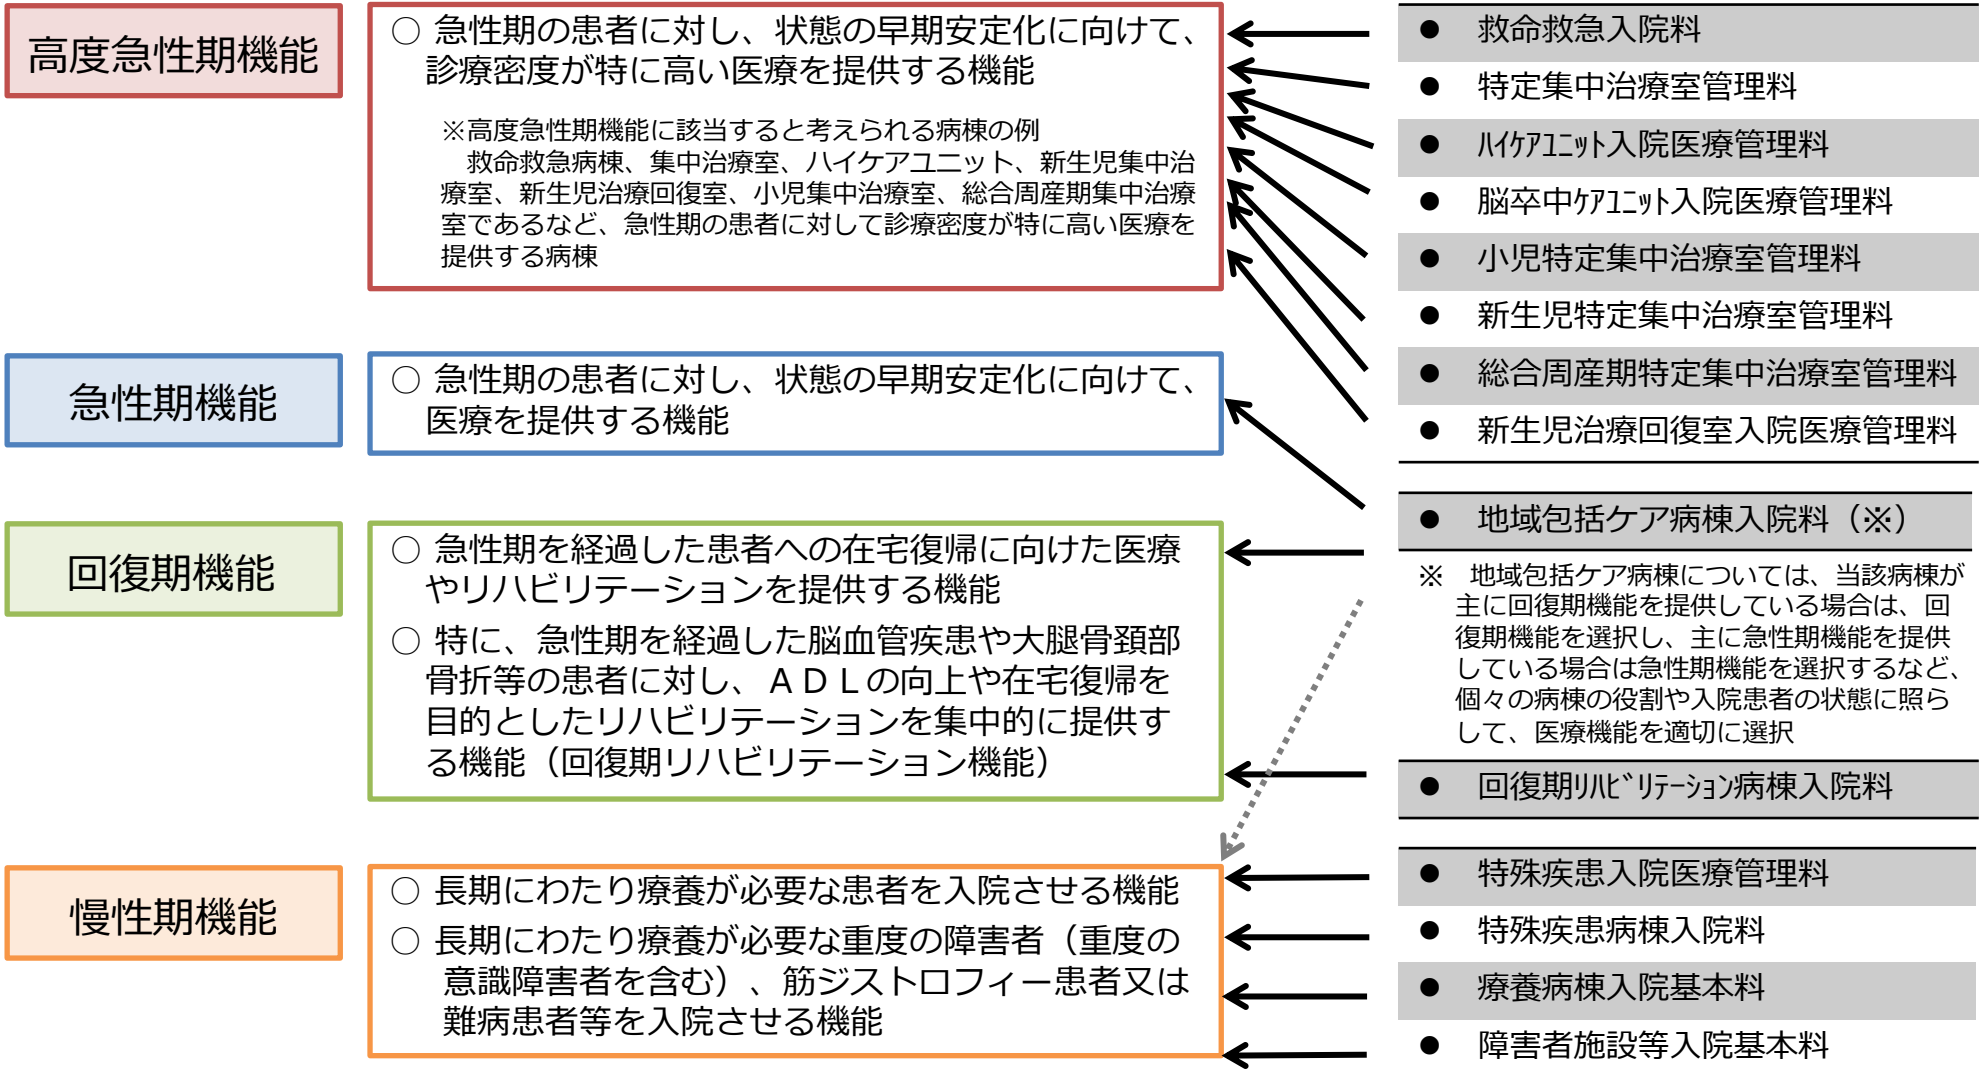 高度急性期機能
○ 急性期の患者に対し、状態の早期安定化に向けて、
診療密度が特に高い医療を提供する機能
※高度急性期機能に該当すると考えられる病棟の例
救命救急病棟、集中治療室、ハイケアユニット、新生児集中治
療室、新生児治療回復室、小児集中治療室、総合周産期集中治療
室であるなど、急性期の患者に対して診療密度が特に高い医療を
提供する病棟
急性期機能
○ 急性期の患者に対し、状態の早期安定化に向けて、
医療を提供する機能
回復期機能
○ 急性期を経過した患者への在宅復帰に向けた医療
やリハビリテーションを提供する機能
○ 特に、急性期を経過した脳血管疾患や大腿骨頚部
骨折等の患者に対し、ＡＤＬの向上や在宅復帰を
目的としたリハビリテーションを集中的に提供す
る機能（回復期リハビリテーション機能）
慢性期機能
○ 長期にわたり療養が必要な患者を入院させる機能
○ 長期にわたり療養が必要な重度の障害者（重度の
意識障害者を含む）、筋ジストロフィー患者又は
難病患者等を入院させる機能
● 救命救急入院料
● 特定集中治療室管理料
● ﾊｲｹｱﾕﾆｯﾄ入院医療管理料
● 脳卒中ｹｱﾕﾆｯﾄ入院医療管理料
● 小児特定集中治療室管理料
● 新生児特定集中治療室管理料
● 総合周産期特定集中治療室管理料
● 新生児治療回復室入院医療管理料
● 地域包括ケア病棟入院料（※）
※ 地域包括ケア病棟については、当該病棟が
主に回復期機能を提供している場合は、回
復期機能を選択し、主に急性期機能を提供
している場合は急性期機能を選択するなど、
個々の病棟の役割や入院患者の状態に照ら
して、医療機能を適切に選択
● 回復期ﾘﾊﾋﾞﾘﾃｰｼｮﾝ病棟入院料
● 特殊疾患入院医療管理料
● 特殊疾患病棟入院料
● 療養病棟入院基本料
● 障害者施設等入院基本料